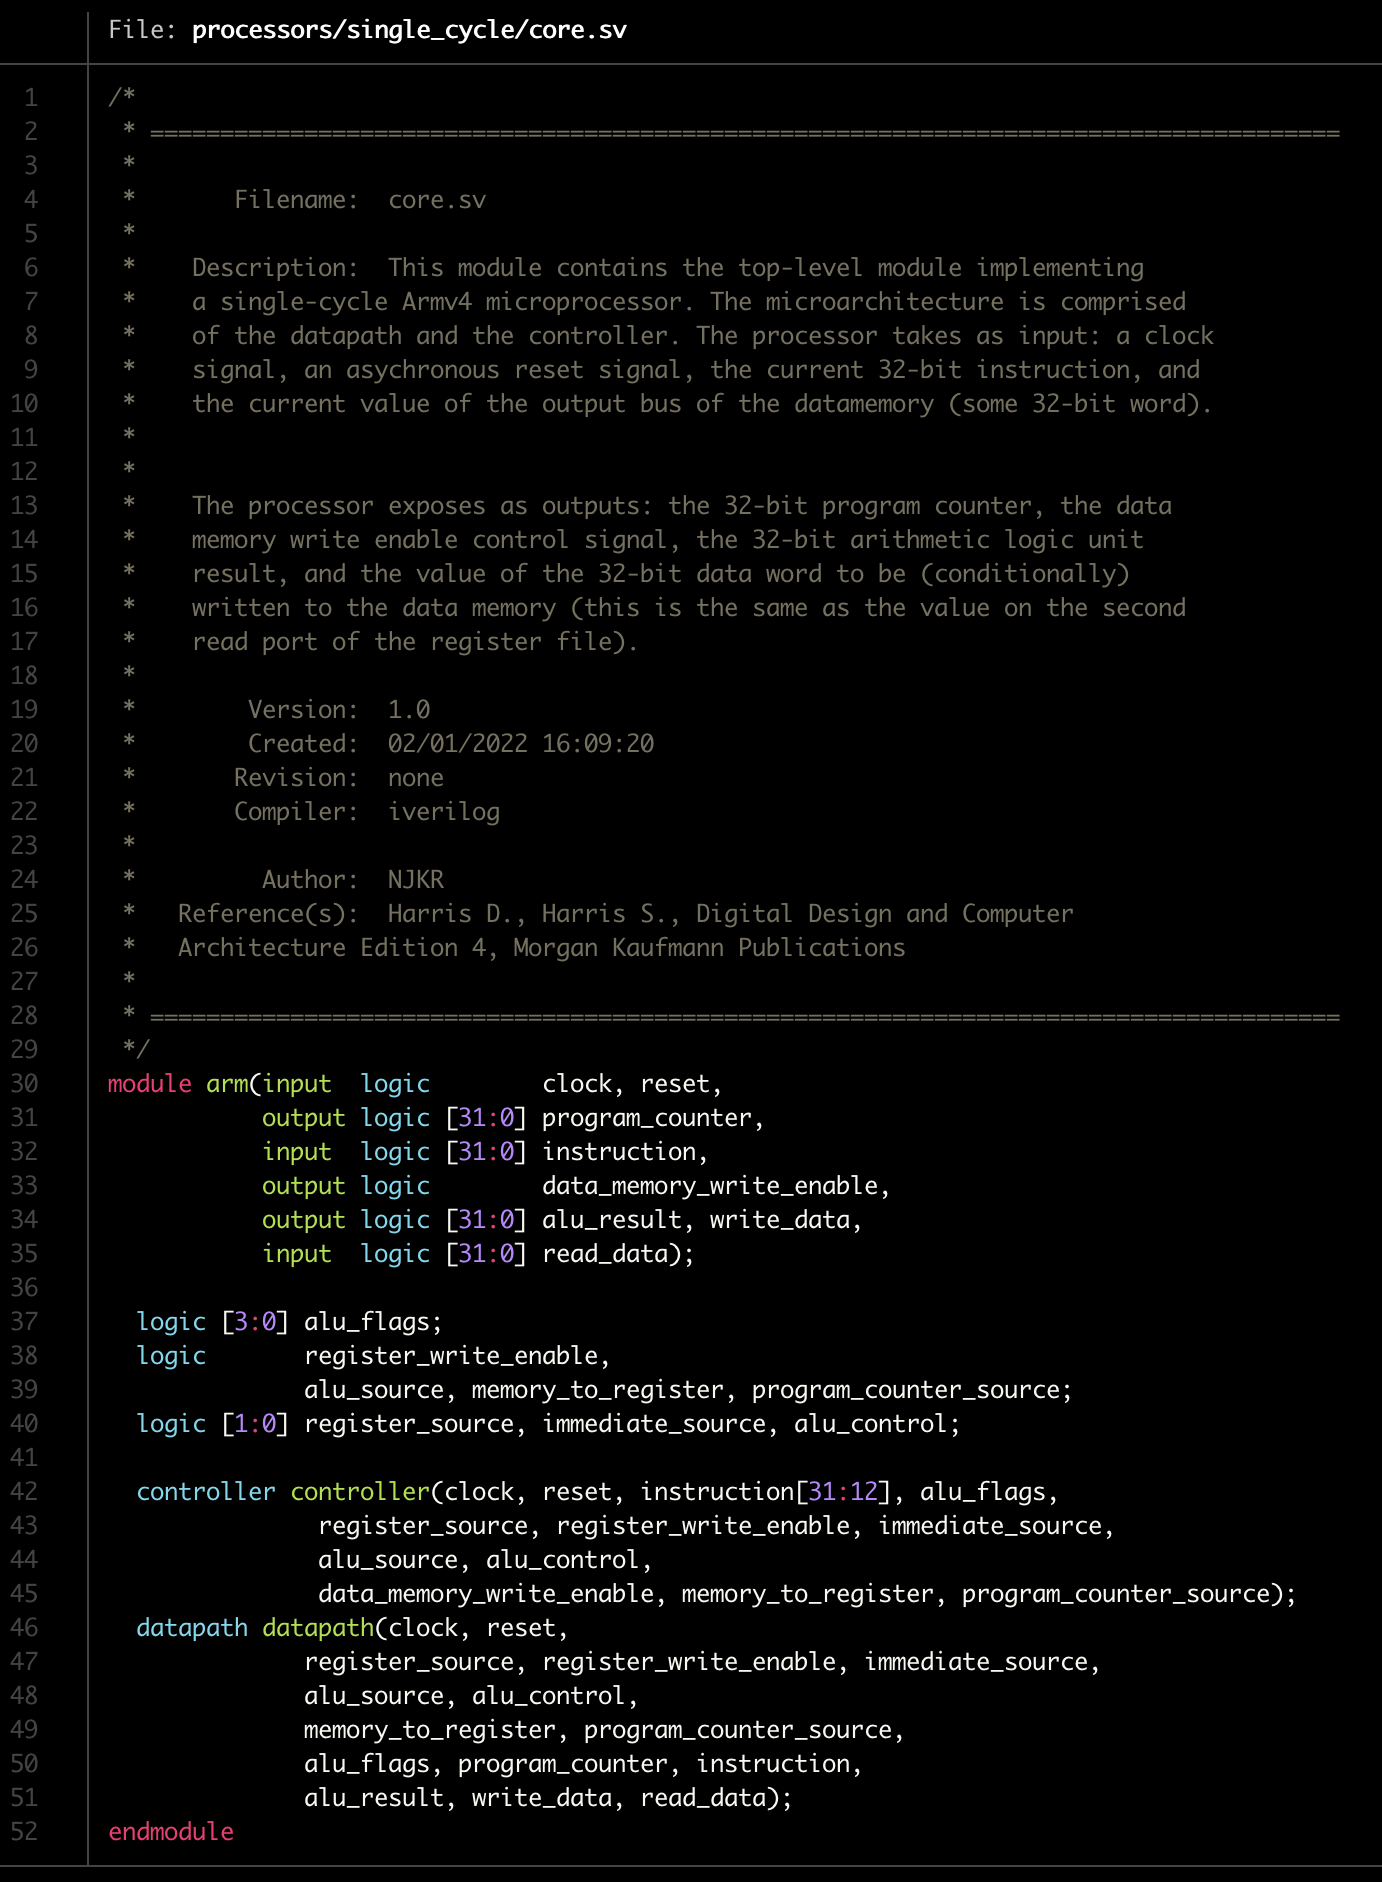 File: processors/single_cycle/core.sv
1 /*
2  * =====================================================================================
3  *
4  *       Filename:  core.sv
5  *
6  *    Description:  This module contains the top-level module implementing
7  *    a single-cycle Armv4 microprocessor. The microarchitecture is comprised
8  *    of the datapath and the controller. The processor takes as input: a clock
9  *    signal, an asychronous reset signal, the current 32-bit instruction, and
10  *    the current value of the output bus of the datamemory (some 32-bit word).
11  *
12  *
13  *    The processor exposes as outputs: the 32-bit program counter, the data
14  *    memory write enable control signal, the 32-bit arithmetic logic unit
15  *    result, and the value of the 32-bit data word to be (conditionally)
16  *    written to the data memory (this is the same as the value on the second
17  *    read port of the register file).
18  *
19  *        Version:  1.0
20  *        Created:  02/01/2022 16:09:20
21  *       Revision:  none
22  *       Compiler:  iverilog
23  *
24  *         Author:  NJKR
25  *   Reference(s):  Harris D., Harris S., Digital Design and Computer
26  *   Architecture Edition 4, Morgan Kaufmann Publications
27  *
28  * =====================================================================================
29  */
30 module arm(input  logic        clock, reset,
31            output logic [31:0] program_counter,
32            input  logic [31:0] instruction,
33            output logic        data_memory_write_enable,
34            output logic [31:0] alu_result, write_data,
35            input  logic [31:0] read_data);
36
37   logic [3:0] alu_flags;
38   logic       register_write_enable,
39               alu_source, memory_to_register, program_counter_source;
40   logic [1:0] register_source, immediate_source, alu_control;
41
42   controller controller(clock, reset, instruction[31:12], alu_flags,
43                register_source, register_write_enable, immediate_source,
44                alu_source, alu_control,
45                data_memory_write_enable, memory_to_register, program_counter_source);
46   datapath datapath(clock, reset,
47               register_source, register_write_enable, immediate_source,
48               alu_source, alu_control,
49               memory_to_register, program_counter_source,
50               alu_flags, program_counter, instruction,
51               alu_result, write_data, read_data);
52 endmodule